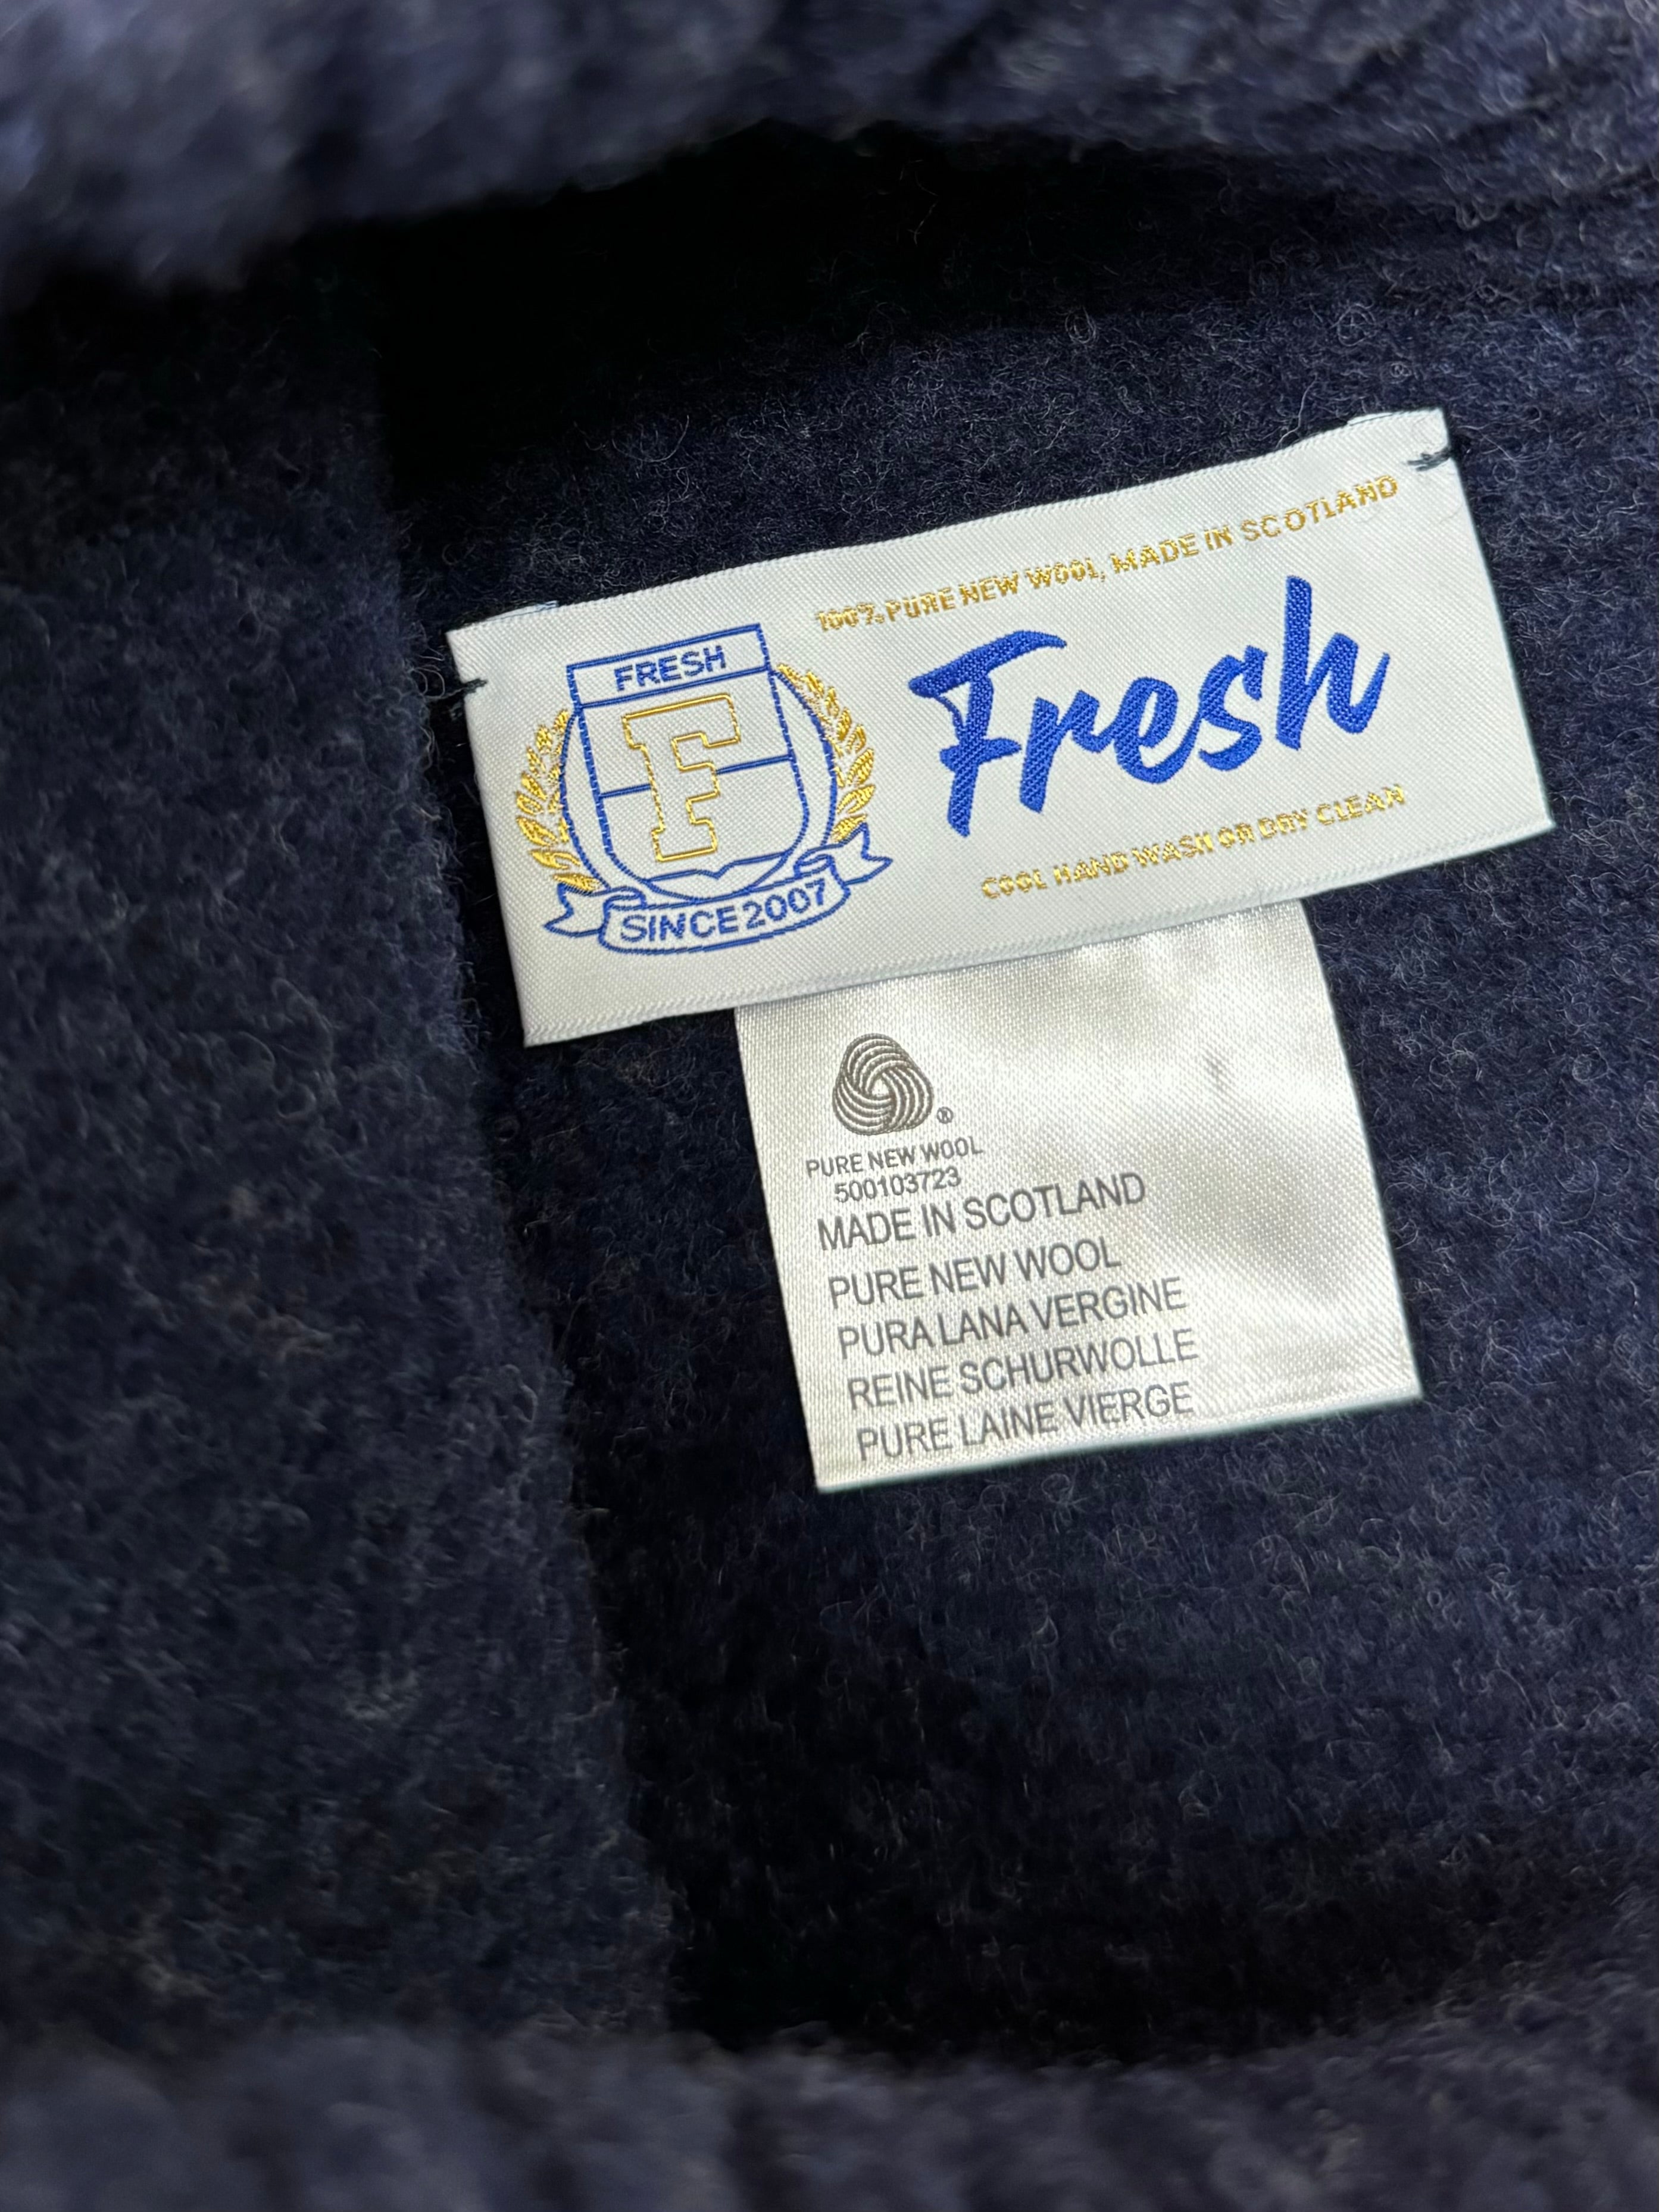 100% PURE NEW WOOL, MADE IN SCOTLAND
FRESH
F
SINCE 2007
Fresh
COOL HAND WASH OR DRY CLEAN
®
PURE NEW WOOL
500103723
MADE IN SCOTLAND
PURE NEW WOOL
PURA LANA VERGINE
REINE SCHURWOLLE
PURE LAINE VIERGE